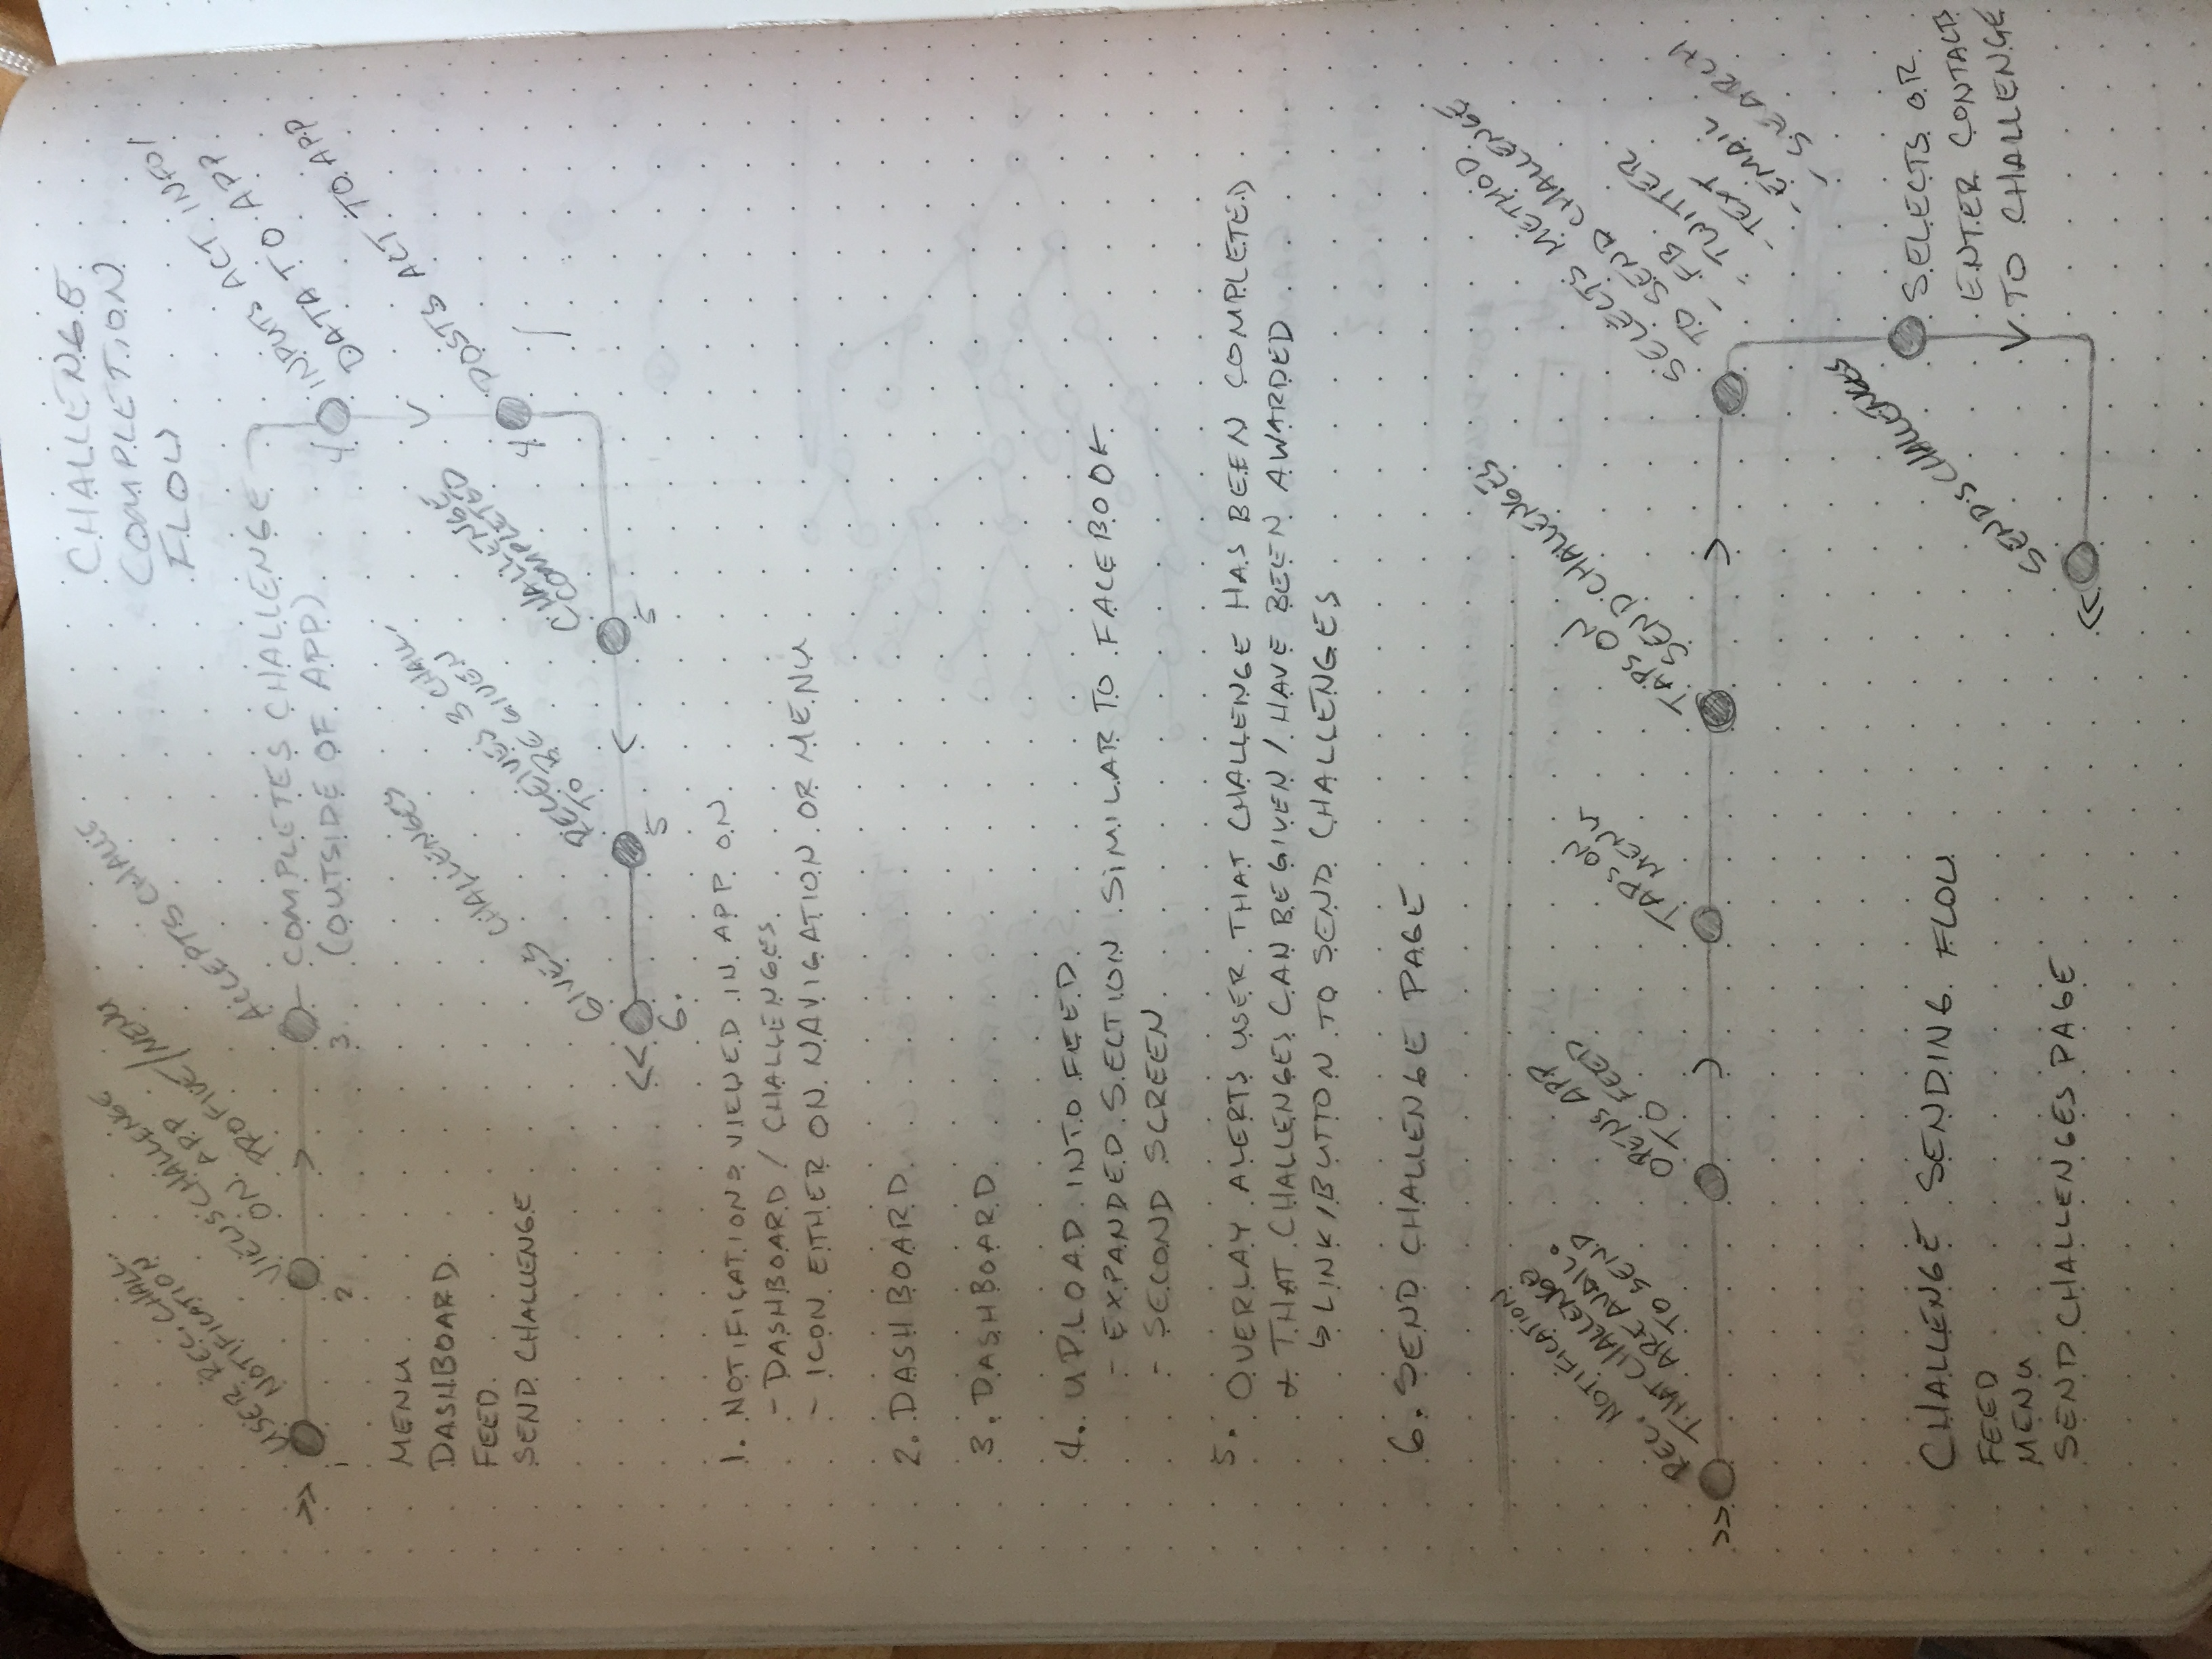 CHALLENGE
COMPLETION
FLOW
USER REC. CHALL.
NOTIFICATION
VIEWS CHALLENGE
ON APP
PROFIVE/MENU
ACCEPTS CHALLE
COMPLETES CHALLENGE
(OUTSIDE OF APP)
INPUTS ACT INFO/
DATA TO APP
1
2
3.
4
MENU
DASHBOARD
FEED
SEND CHALLENGE
POSTS ACT TO APP
4
CHALLENGE
COMPLETED
5
RECEIVES 3 CHALL-
TO BE GIVEN
5
GIVES CHALLENGES
6.
1. NOTIFICATIONS VIEWED IN APP ON
- DASHBOARD / CHALLENGES
- ICON EITHER ON NAVIGATION OR MENU
2. DASHBOARD
3. DASHBOARD
4. UPLOAD INTO FEED
- EXPANDED SECTION SIMILAR TO FACEBOOK
- SECOND SCREEN
5. OVERLAY ALERTS USER THAT CHALLENGE HAS BEEN COMPLETED
& THAT CHALLENGES CAN BE GIVEN / HAVE BEEN AWARDED
↳ LINK/BUTTON TO SEND CHALLENGES
6. SEND CHALLENGE PAGE
REC. NOTIFICATION
THAT CHALLENGES
ARE AVAIL.
TO SEND
OPENS APP
TO FEED
TAPS ON
MENU
TAPS ON
SEND CHALLENGES
SELECTS METHOD
TO SEND CHALLENGE
- FB
- TWITTER
- TEXT
- EMAIL
- SEARCH
SELECTS OR
ENTER CONTACTS
TO CHALLENGE
SENDS CHALLENGES
CHALLENGE SENDING FLOW
FEED
MENU
SEND CHALLENGES PAGE